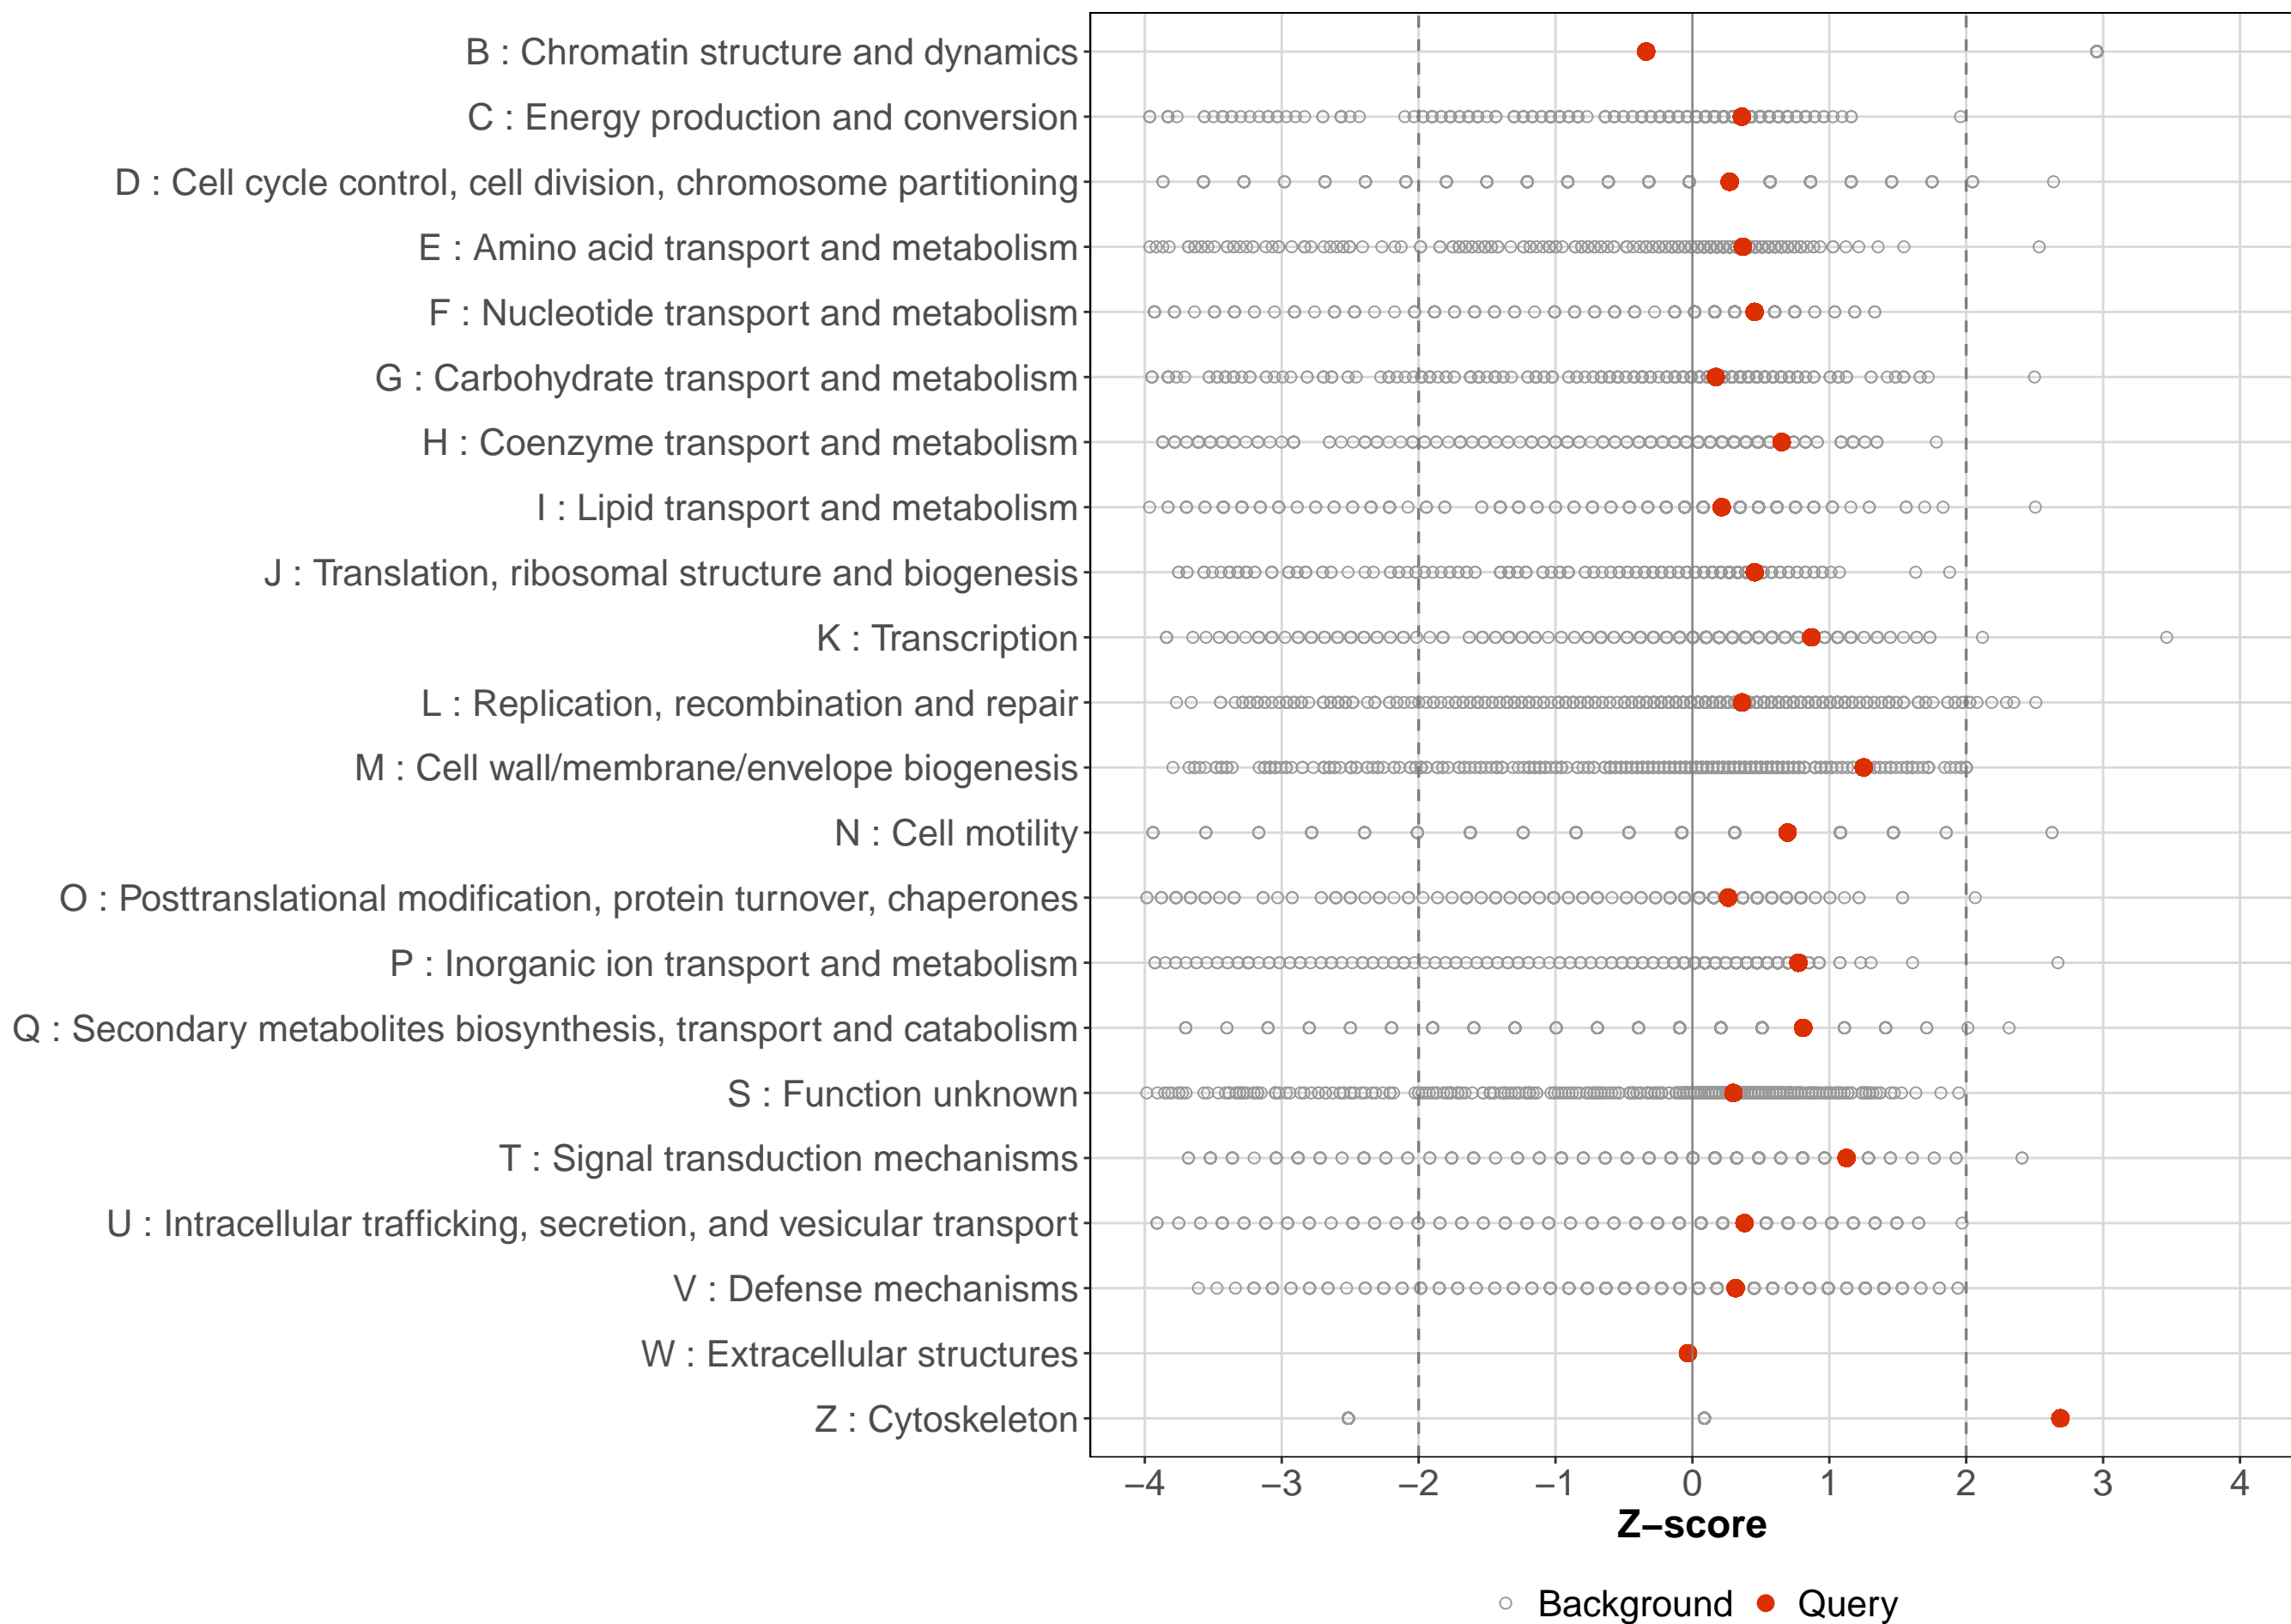 B : Chromatin structure and dynamics
C : Energy production and conversion
D : Cell cycle control, cell division, chromosome partitioning
E : Amino acid transport and metabolism
F : Nucleotide transport and metabolism
G : Carbohydrate transport and metabolism
H : Coenzyme transport and metabolism
I : Lipid transport and metabolism
J : Translation, ribosomal structure and biogenesis
K : Transcription
L : Replication, recombination and repair
M : Cell wall/membrane/envelope biogenesis
N : Cell motility
O : Posttranslational modification, protein turnover, chaperones
P : Inorganic ion transport and metabolism
Q : Secondary metabolites biosynthesis, transport and catabolism
S : Function unknown
T : Signal transduction mechanisms
U : Intracellular trafficking, secretion, and vesicular transport
V : Defense mechanisms
W : Extracellular structures
Z : Cytoskeleton
−4 −3 −2 −1 0 1 2 3 4
Z−score
Background Query